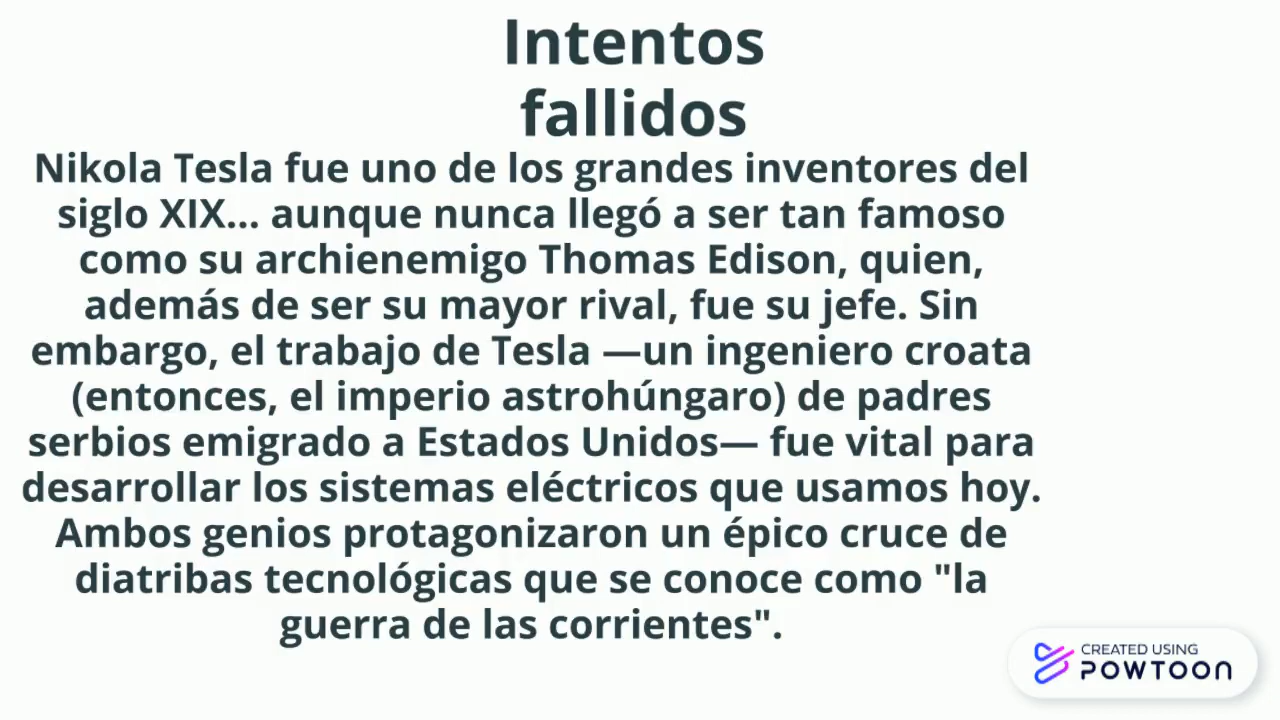 Intentos
fallidos
Nikola Tesla fue uno de los grandes inventores del
siglo XIX... aunque nunca llegó a ser tan famoso
como su archienemigo Thomas Edison, quien,
además de ser su mayor rival, fue su jefe. Sin
embargo, el trabajo de Tesla —un ingeniero croata
(entonces, el imperio astrohúngaro) de padres
serbios emigrado a Estados Unidos— fue vital para
desarrollar los sistemas eléctricos que usamos hoy.
Ambos genios protagonizaron un épico cruce de
diatribas tecnológicas que se conoce como "la
guerra de las corrientes".
CREATED USING
POWTOON